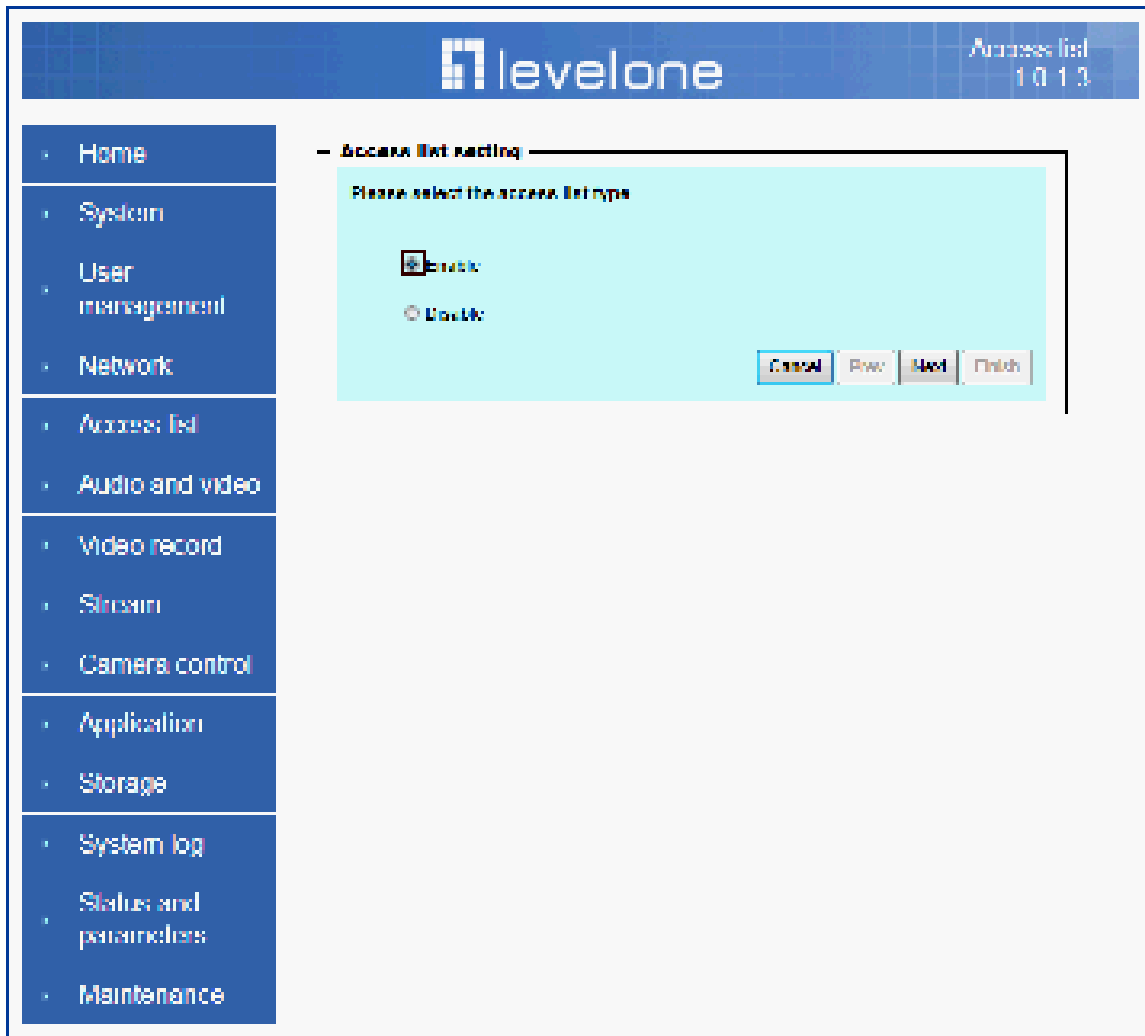 levelone
Access list
1.0.1.3
Home
System
User
management
Network
Access list
Audio and video
Video record
Stream
Camera control
Application
Storage
System log
Status and
parameters
Maintenance
Access list setting
Please select the access list type
Enable
Disable
Cancel Prev Next Finish